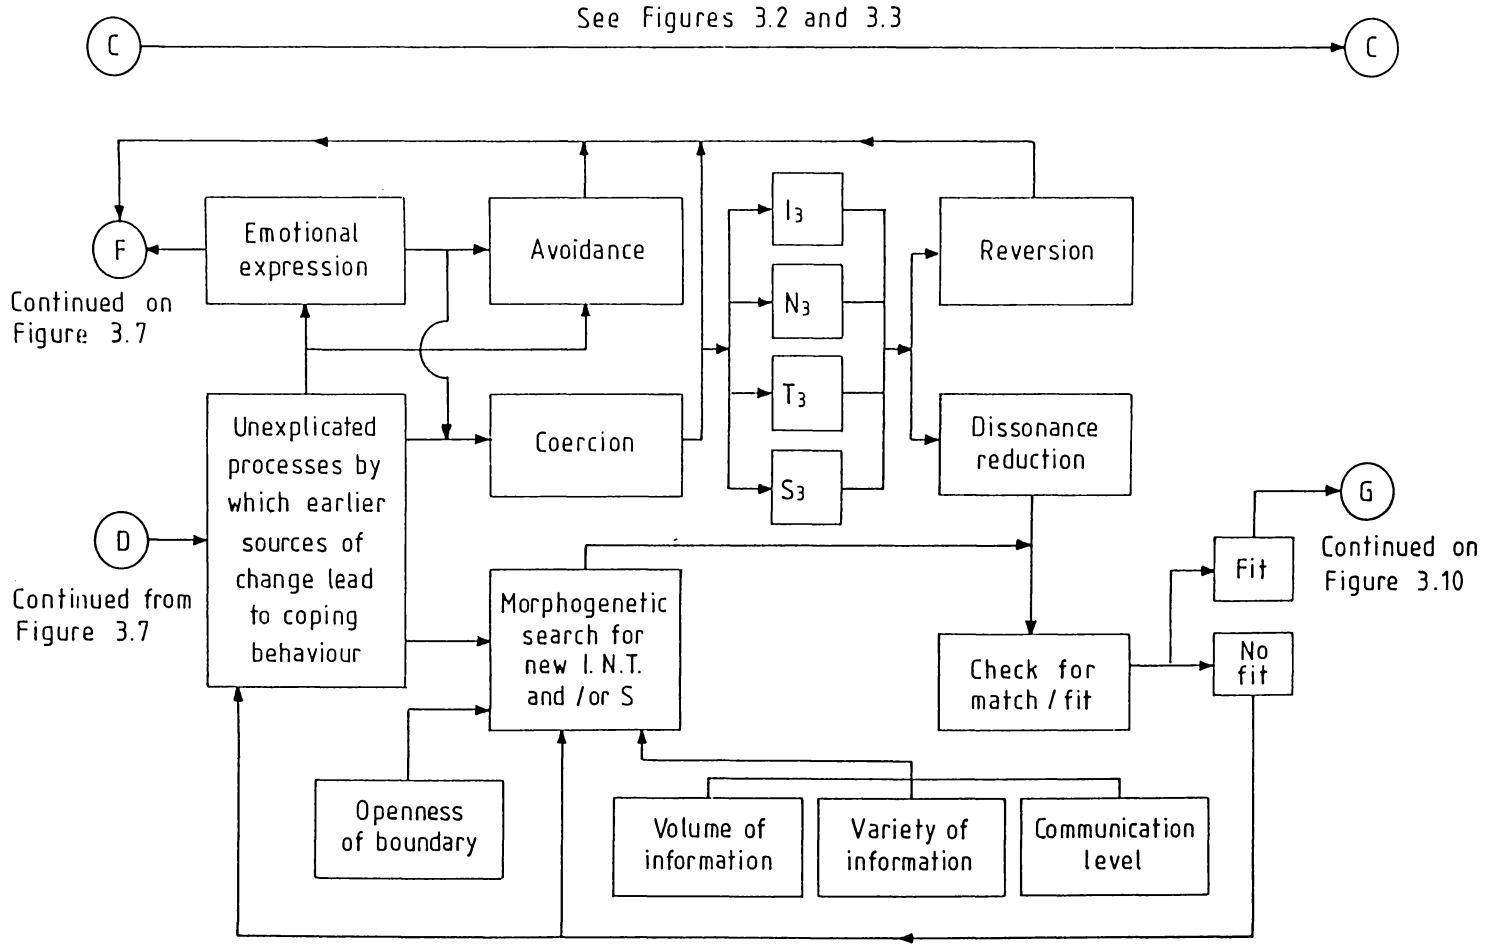 See Figures 3.2 and 3.3
C
C
Emotional
expression
Avoidance
I3
N3
T3
S3
Reversion
F
Continued on
Figure 3.7
Unexplicated
processes by
which earlier
sources of
change lead
to coping
behaviour
Coercion
Dissonance
reduction
D
Continued from
Figure 3.7
G
Continued on
Figure 3.10
Fit
No
fit
Morphogenetic
search for
new I. N.T.
and /or S
Check for
match / fit
Openness
of boundary
Volume of
information
Variety of
information
Communication
level